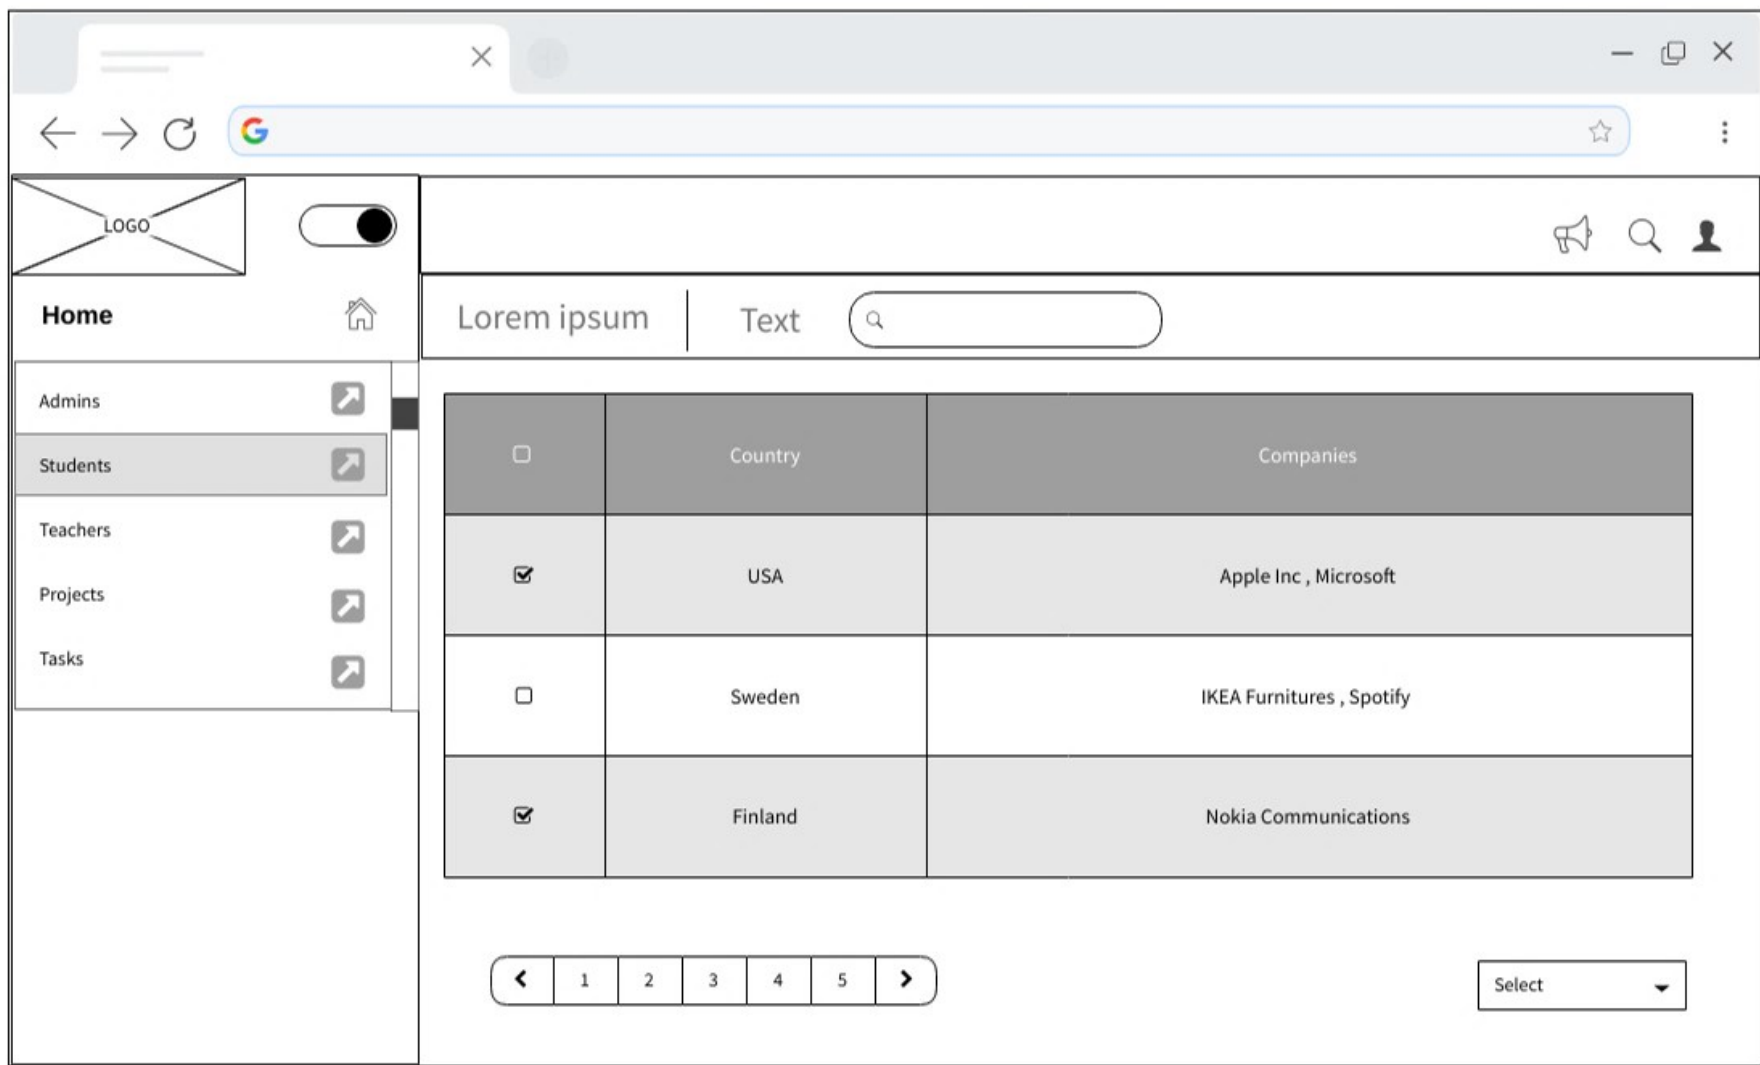 LOGO
Home
Lorem ipsum
Text
Admins
Students
Teachers
Projects
Tasks
Country
Companies
USA
Apple Inc , Microsoft
Sweden
IKEA Furnitures , Spotify
Finland
Nokia Communications
1 2 3 4 5
Select